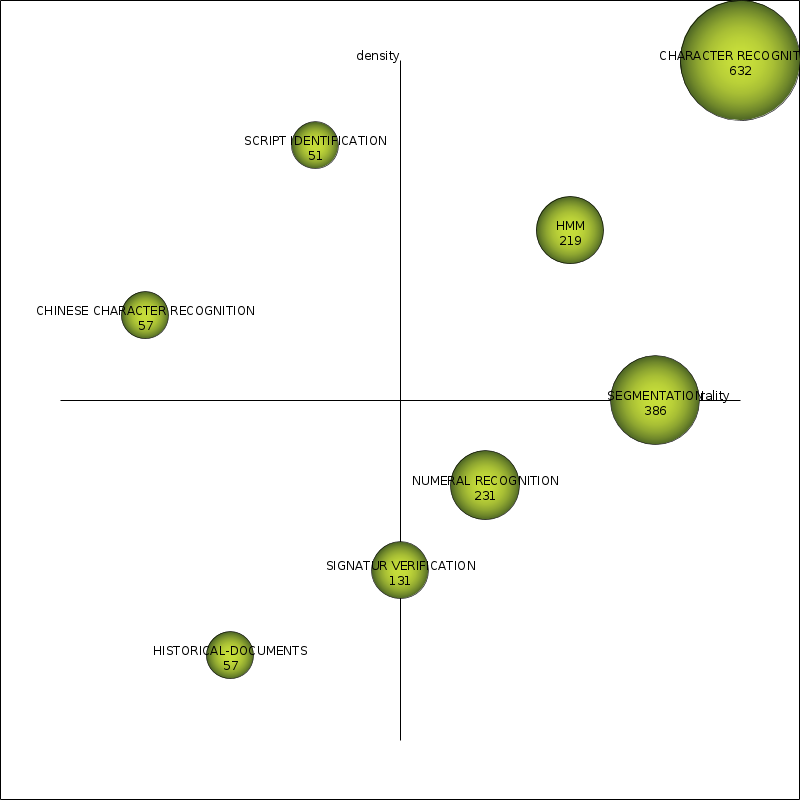 density
CHARACTER RECOGNIT
632
SCRIPT IDENTIFICATION
51
HMM
219
CHINESE CHARACTER RECOGNITION
57
SEGMENTATION
386
rality
NUMERAL RECOGNITION
231
SIGNATUR VERIFICATION
131
HISTORICAL-DOCUMENTS
57